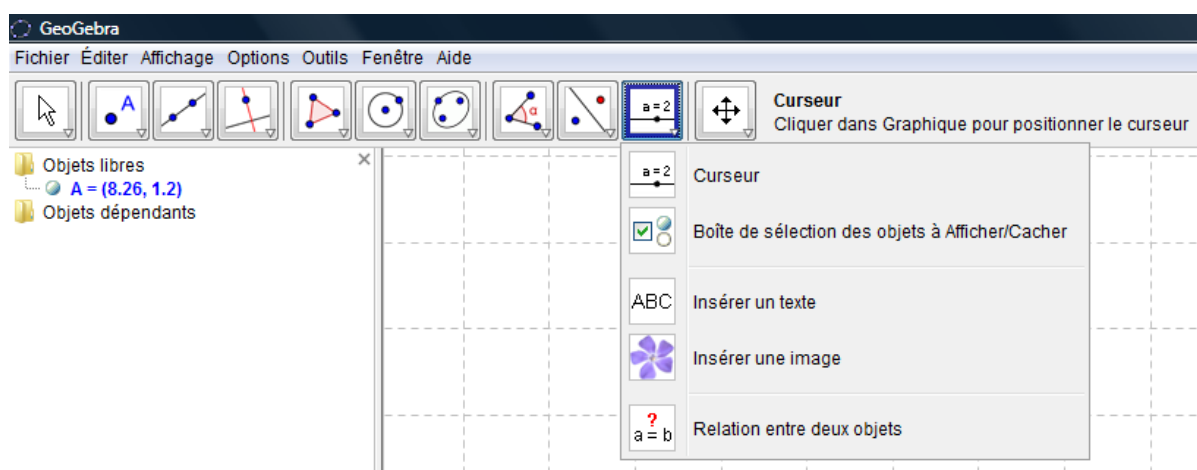 GeoGebra
Fichier Éditer Affichage Options Outils Fenêtre Aide
A
α
a=2
Curseur
Cliquer dans Graphique pour positionner le curseur
Objets libres
A = (8.26, 1.2)
Objets dépendants
a=2 Curseur
Boîte de sélection des objets à Afficher/Cacher
ABC Insérer un texte
Insérer une image
?
a = b Relation entre deux objets